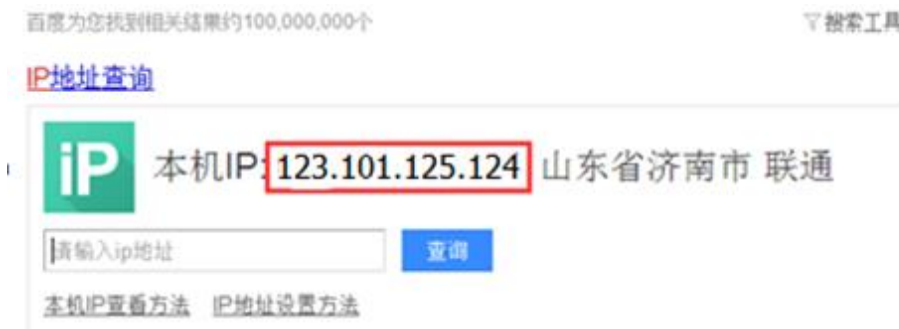 百度为您找到相关结果约100,000,000个 搜索工具
IP地址查询
iP 本机IP: 123.101.125.124 山东省济南市 联通
请输入ip地址 查询
本机IP查看方法 IP地址设置方法